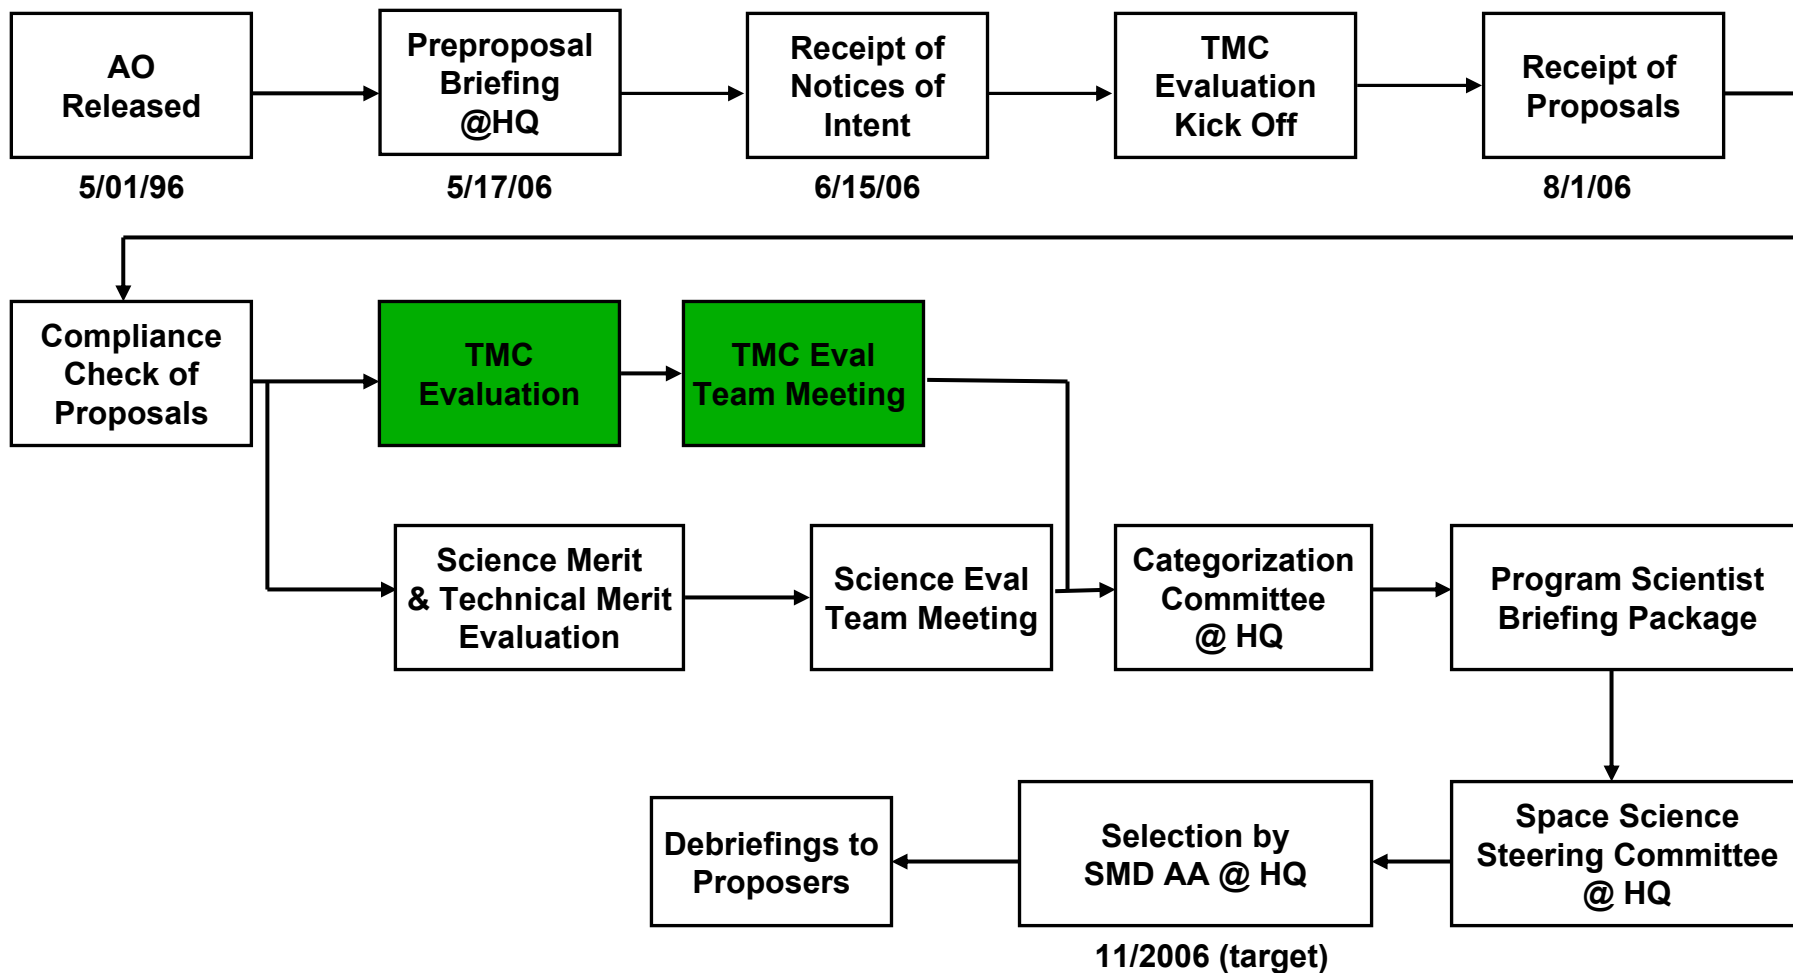 AO
Released
Preproposal
Briefing
@HQ
Receipt of
Notices of
Intent
TMC
Evaluation
Kick Off
Receipt of
Proposals
5/01/96
5/17/06
6/15/06
8/1/06
Compliance
Check of
Proposals
TMC
Evaluation
TMC Eval
Team Meeting
Science Merit
& Technical Merit
Evaluation
Science Eval
Team Meeting
Categorization
Committee
@ HQ
Program Scientist
Briefing Package
Debriefings to
Proposers
Selection by
SMD AA @ HQ
Space Science
Steering Committee
@ HQ
11/2006 (target)